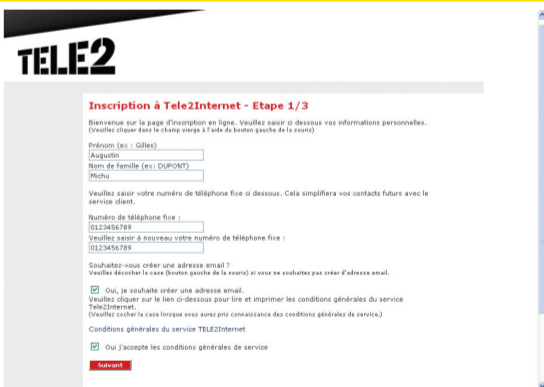 TELE2
Inscription à Tele2Internet - Etape 1/3
Bienvenue sur la page d'inscription en ligne. Veuillez saisir ci dessous vos informations personnelles.
(Veuillez cliquer dans le champ vierge à l'aide du bouton gauche de la souris)
Prénom (ex : Gilles)
Augustin
Nom de famille (ex: DUPONT)
Michu
Veuillez saisir votre numéro de téléphone fixe ci dessous. Cela simplifiera vos contacts futurs avec le
service client.
Numéro de téléphone fixe :
0123456789
Veuillez saisir à nouveau votre numéro de téléphone fixe :
0123456789
Souhaitez-vous créer une adresse email ?
Veuillez décocher la case (bouton gauche de la souris) si vous ne souhaitez pas créer d'adresse email.
Oui, je souhaite créer une adresse email.
Veuillez cliquer sur le lien ci-dessous pour lire et imprimer les conditions générales du service
Tele2Internet.
(Veuillez cocher la case lorsque vous aurez pris connaissance des conditions générales de service.)
Conditions générales du service TELE2Internet
Oui j'accepte les conditions générales de service
Suivant